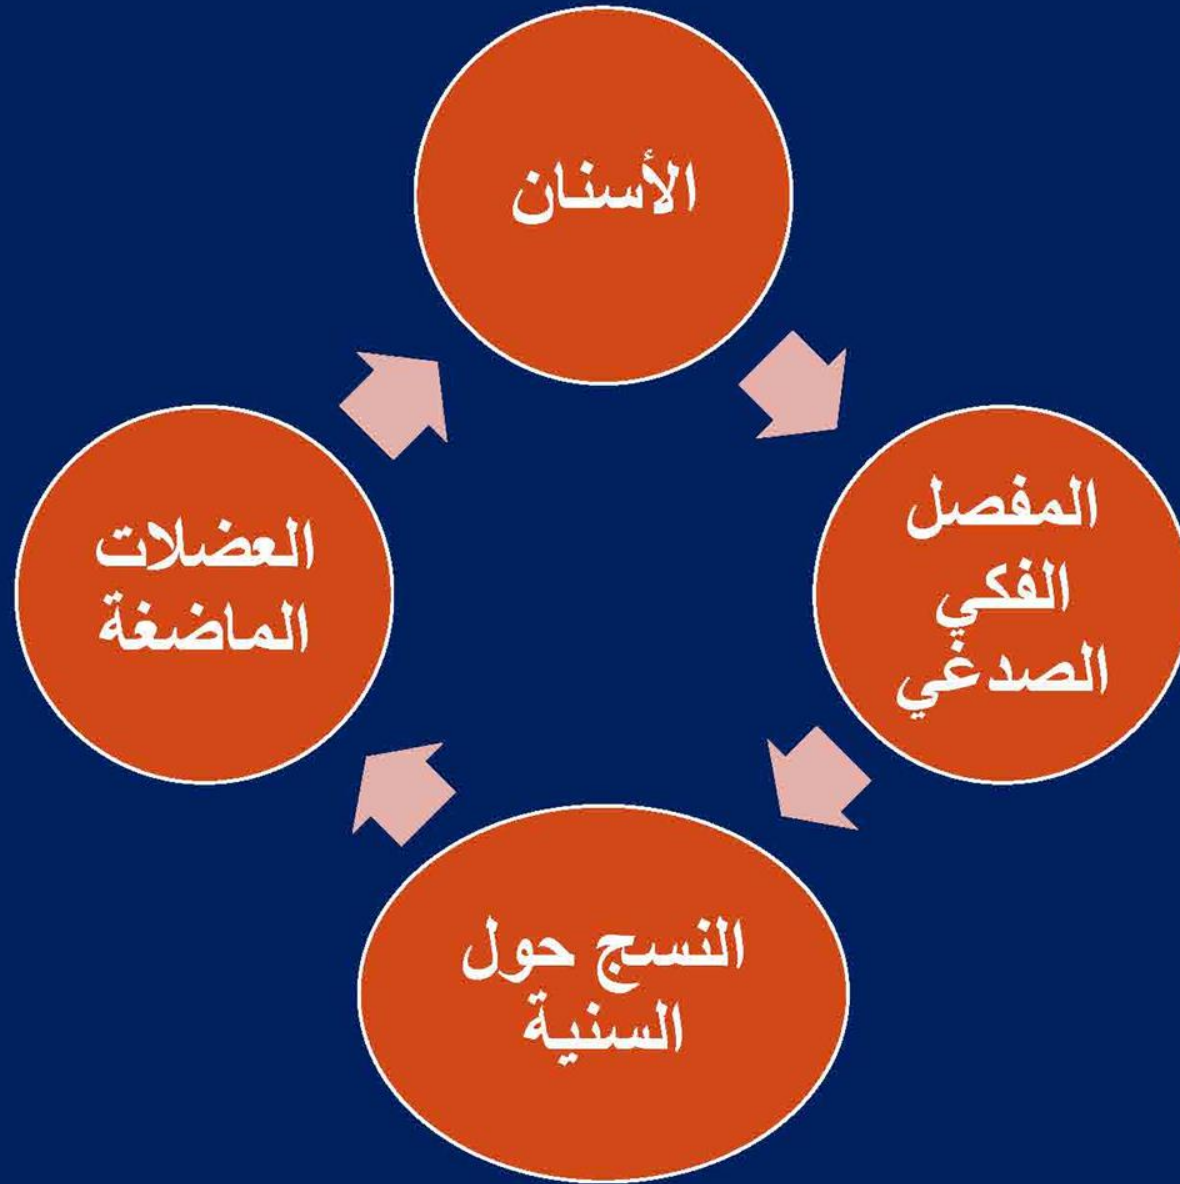 الأسنان
المفصل
الفكي
الصدغي
النسج حول
السنية
العضلات
الماضغة